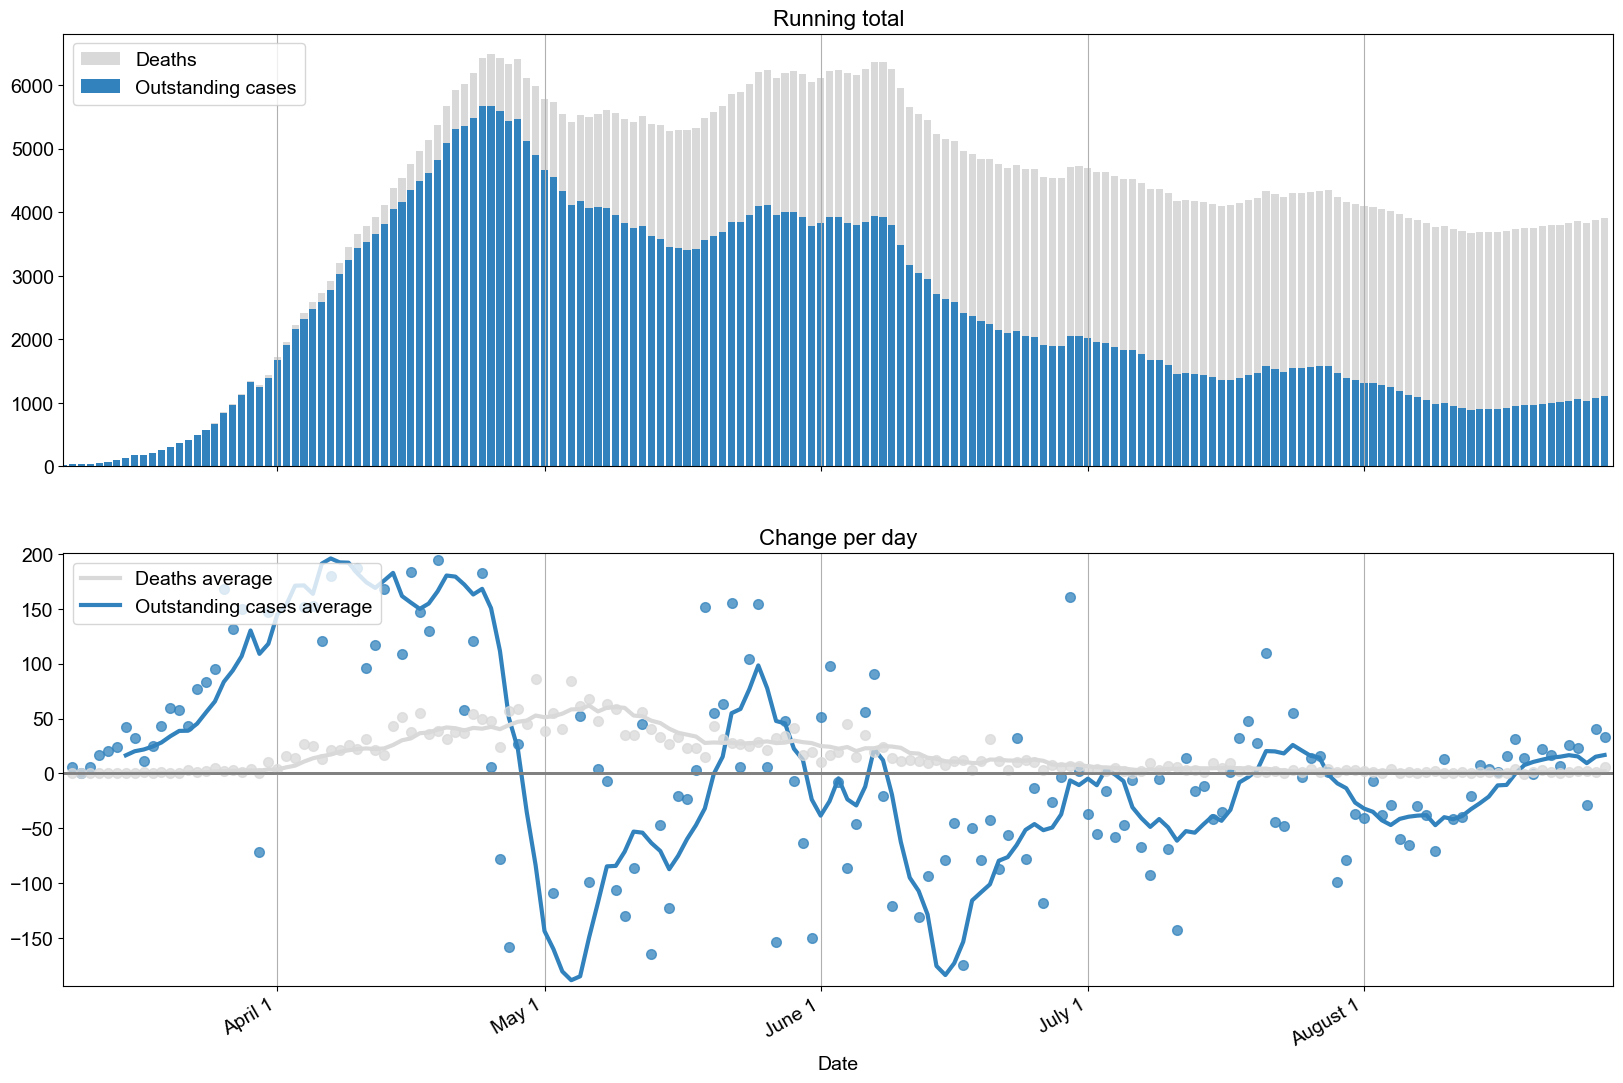 Running total
Deaths
Outstanding cases
6000
5000
4000
3000
2000
1000
0
Change per day
Deaths average
Outstanding cases average
200
150
100
50
0
−50
−100
−150
April 1
May 1
June 1
July 1
August 1
Date